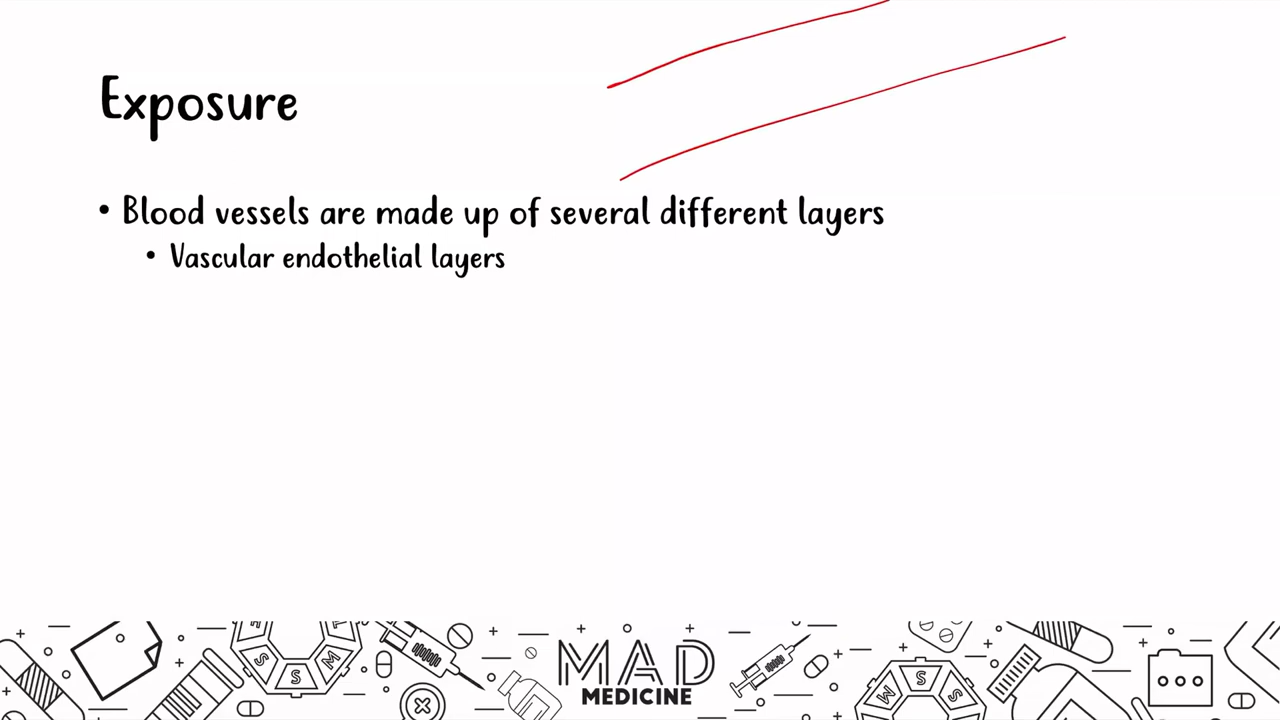 Exposure
• Blood vessels are made up of several different layers
• Vascular endothelial layers
MAD
MEDICINE
S
S
M
M
S
S